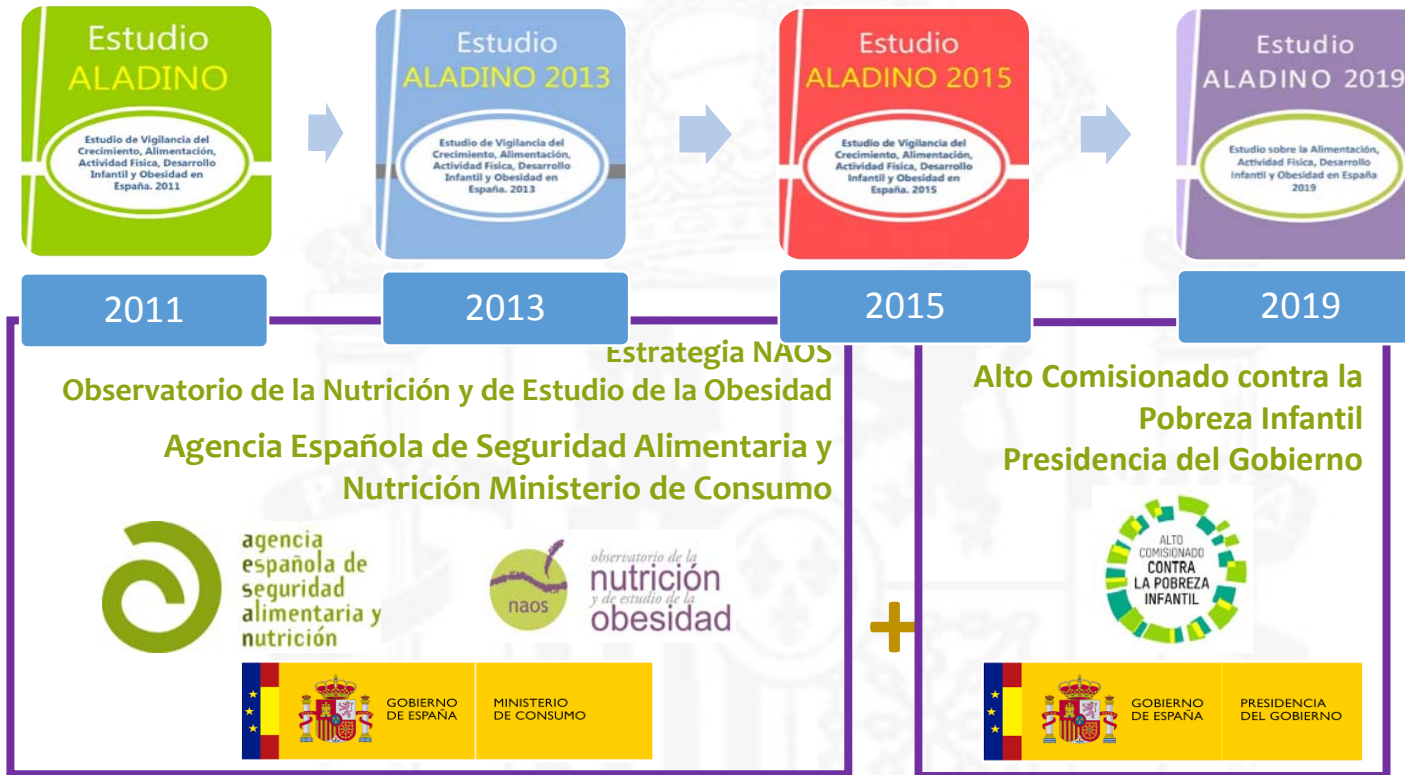 Estudio
ALADINO
Estudio de Vigilancia del
Crecimiento, Alimentación,
Actividad Física, Desarrollo
Infantil y Obesidad en
España. 2011
Estudio
ALADINO 2013
Estudio de Vigilancia del
Crecimiento, Alimentación,
Actividad Física, Desarrollo
Infantil y Obesidad en
España. 2013
Estudio
ALADINO 2015
Estudio de Vigilancia del
Crecimiento, Alimentación,
Actividad Física, Desarrollo
Infantil y Obesidad en
España. 2015
Estudio
ALADINO 2019
Estudio sobre la Alimentación,
Actividad Física, Desarrollo
Infantil y Obesidad en España
2019
2011
2013
2015
2019
Estrategia NAOS
Observatorio de la Nutrición y de Estudio de la Obesidad
Agencia Española de Seguridad Alimentaria y
Nutrición Ministerio de Consumo
agencia
española de
seguridad
alimentaria y
nutrición
naos
observatorio de la
nutrición
y de estudio de la
obesidad
GOBIERNO
DE ESPAÑA
MINISTERIO
DE CONSUMO
+
Alto Comisionado contra la
Pobreza Infantil
Presidencia del Gobierno
ALTO
COMISIONADO
CONTRA
LA POBREZA
INFANTIL
GOBIERNO
DE ESPAÑA
PRESIDENCIA
DEL GOBIERNO